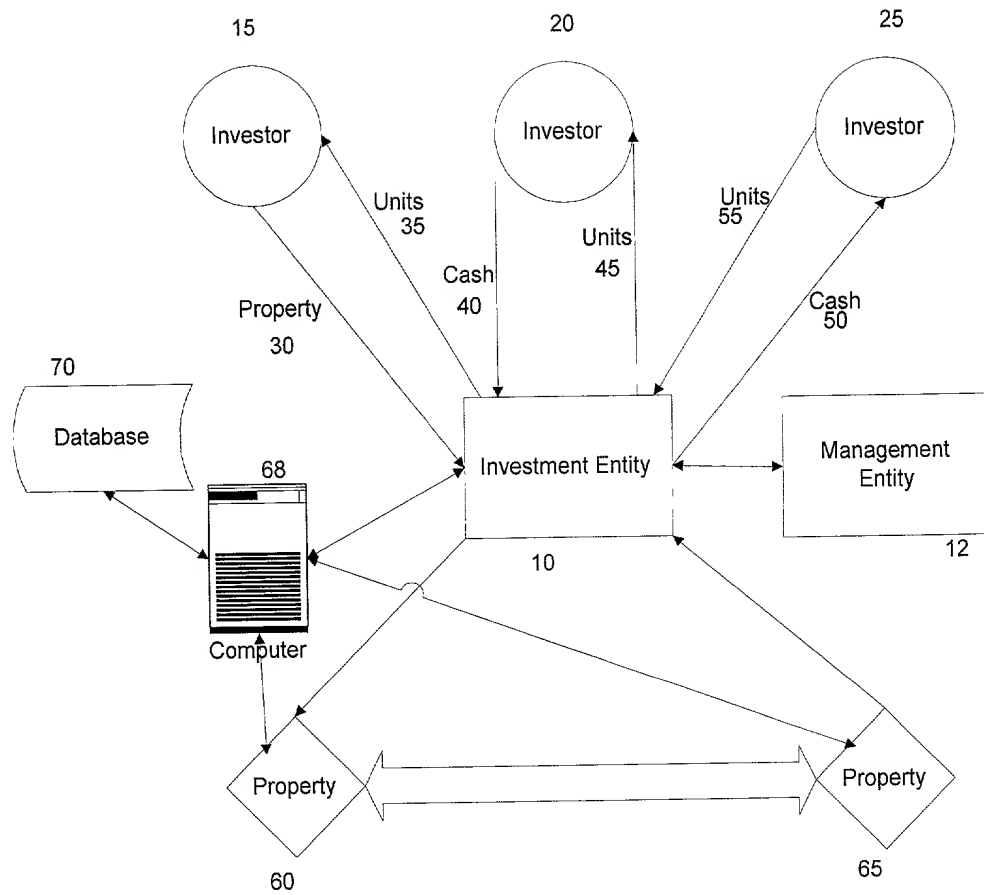 15
20
25
Investor
Investor
Investor
Units
35
Units
55
Units
45
Cash
40
Property
30
Cash
50
70
Database
68
Investment Entity
Management
Entity
10
12
Computer
Property
Property
60
65